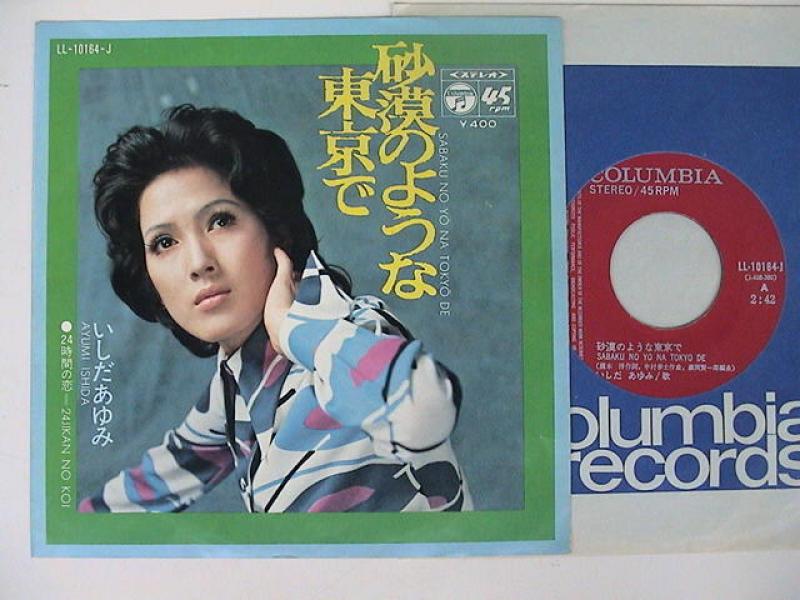 LL-10164-J
砂漠のような
東京で
SABAKU NO YŌ NA TOKYO DE
<ステレオ>
Columbia
45
rpm
¥400
いしだあゆみ
AYUMI ISHIDA
●24時間の恋
24JIKAN NO KOI
COLUMBIA
STEREO/45RPM
LL-10164-J
A
2:42
砂漠のような東京で
SABAKU NO YO NA TOKYO DE
いしだ あゆみ/歌
olumbia
records